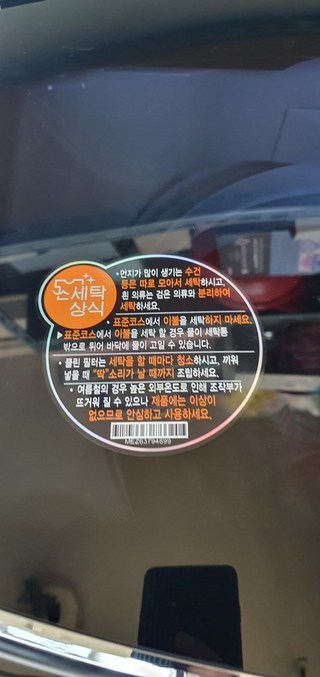 세탁
상식
•먼지가 많이 생기는 수건
등은 따로 모아서 세탁하시고,
흰 의류는 검은 의류와 분리하여
세탁하세요.
• 표준코스에서 이불을 세탁하지 마세요.
▶표준코스에서 이불을 세탁 할 경우 물이 세탁통
밖으로 튀어 바닥에 물이 고일 수 있습니다.
• 클린 필터는 세탁을 할 때마다 청소하시고, 끼워
넣을 때 "딱"소리가 날 때까지 조립하세요.
• 여름철의 경우 높은 외부온도로 인해 조작부가
뜨거워 질 수 있으나 제품에는 이상이
없으므로 안심하고 사용하세요.
MEZ63794899